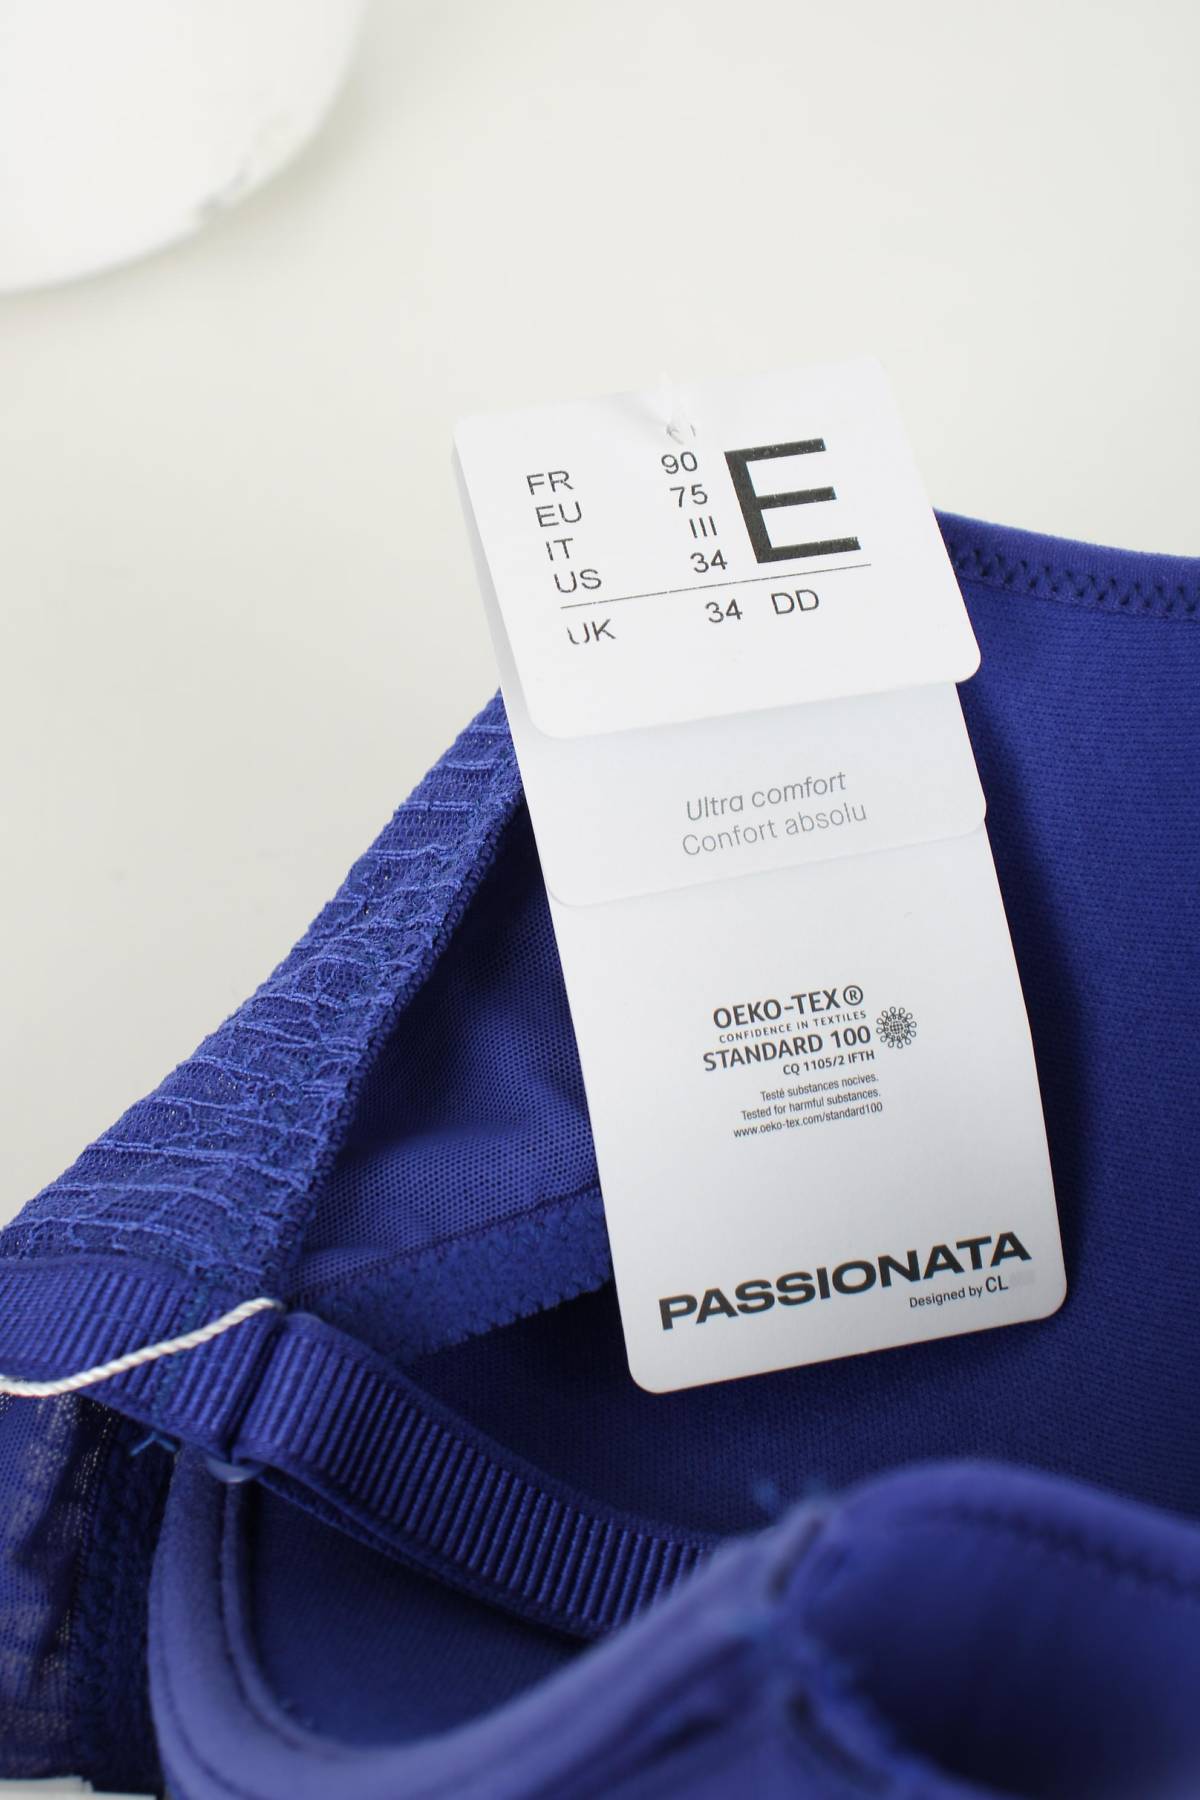 FR 90 E
EU 75
IT III
US 34
UK 34 DD
Ultra comfort
Confort absolu
OEKO-TEX®
CONFIDENCE IN TEXTILES
STANDARD 100
CQ 1105/2 IFTH
Testé substances nocives.
Tested for harmful substances.
www.oeko-tex.com/standard100
PASSIONATA
Designed by CL